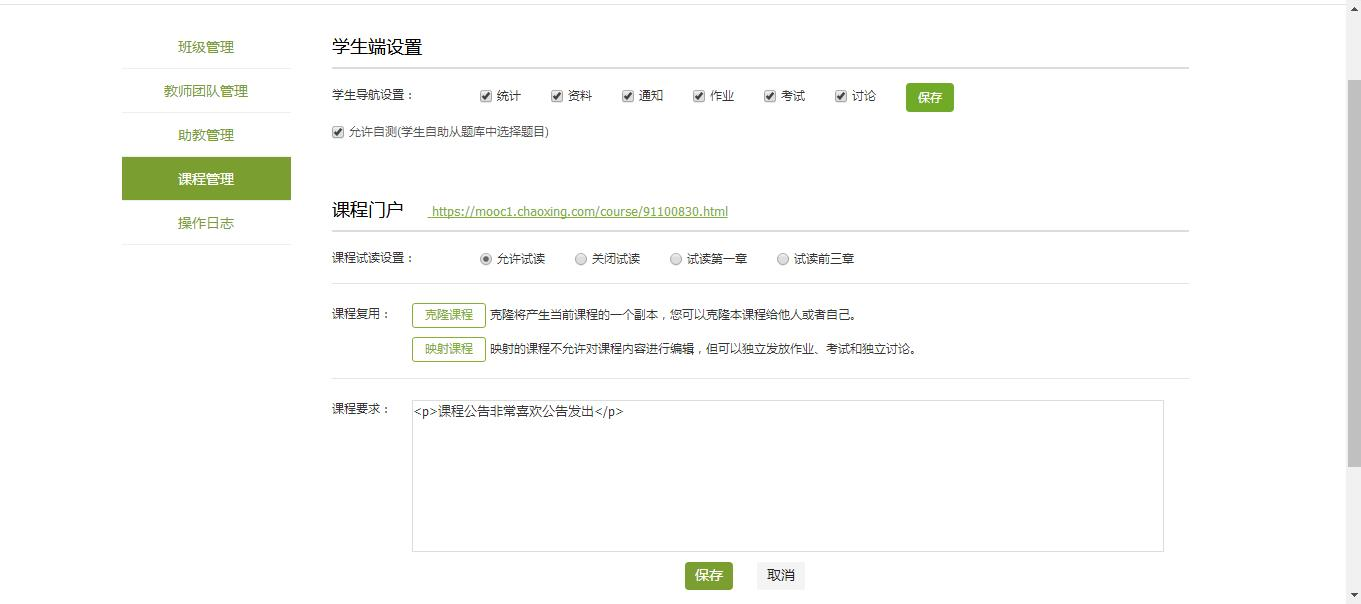 班级管理
教师团队管理
助教管理
课程管理
操作日志
学生端设置
学生导航设置： 统计 资料 通知 作业 考试 讨论 保存
允许自测(学生自助从题库中选择题目)
课程门户 https://mooc1.chaoxing.com/course/91100830.html
课程试读设置： 允许试读 关闭试读 试读第一章 试读前三章
课程复用： 克隆课程 克隆将产生当前课程的一个副本，您可以克隆本课程给他人或者自己。
映射课程 映射的课程不允许对课程内容进行编辑，但可以独立发放作业、考试和独立讨论。
课程要求： <p>课程公告非常喜欢公告发出</p>
保存 取消